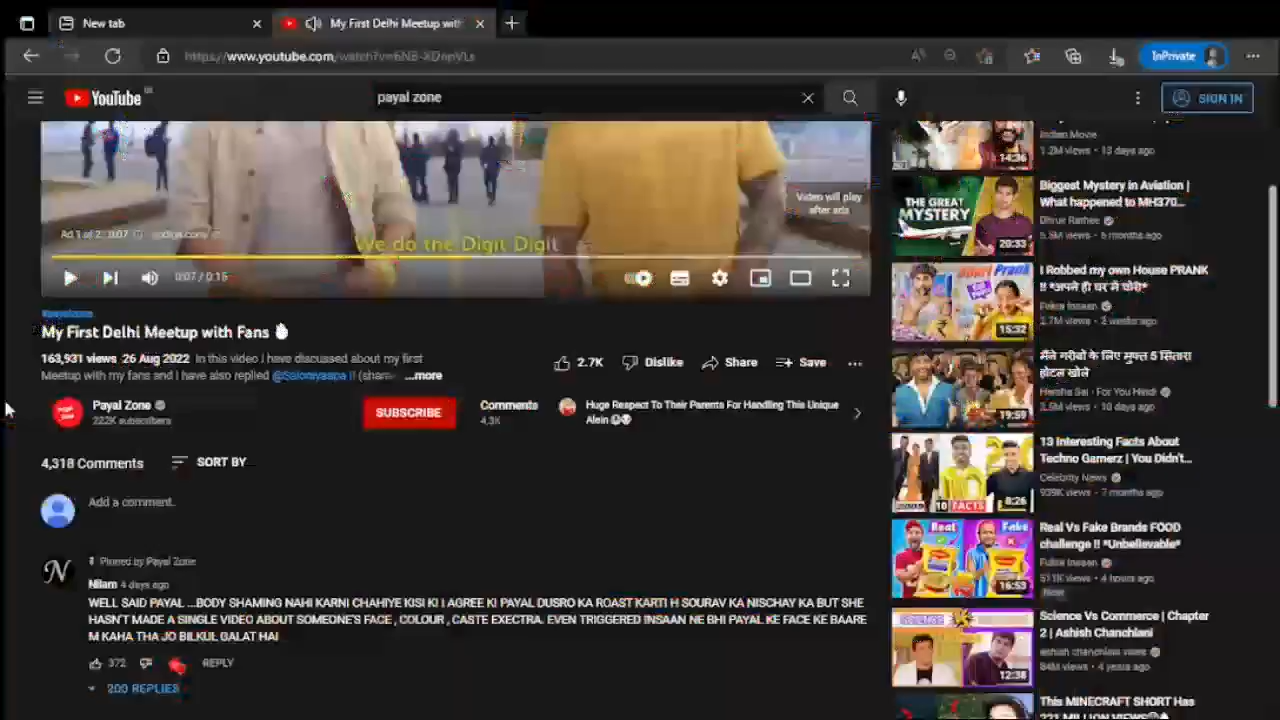 New tab
My First Delhi Meetup with
https://www.youtube.com/watch?v=6NB-XDnpVLs
InPrivate
YouTube
payal zone
SIGN IN
Video will play
after ads
Ad 1 of 2 · 0:07
We do the Digit Digit
0:07 / 0:15
#payalzone
My First Delhi Meetup with Fans
163,931 views 26 Aug 2022 In this video I have discussed about my first
Meetup with my fans and I have also replied @Saloniyaapa !! (share ...more
2.7K Dislike Share Save
Payal Zone
222K subscribers
SUBSCRIBE
Comments
4.3K
Huge Respect To Their Parents For Handling This Unique
Alein
4,318 Comments SORT BY
Add a comment.
Pinned by Payal Zone
Nilam 4 days ago
WELL SAID PAYAL ...BODY SHAMING NAHI KARNI CHAHIYE KISI KI I AGREE KI PAYAL DUSRO KA ROAST KARTI H SOURAV KA NISCHAY KA BUT SHE
HASN'T MADE A SINGLE VIDEO ABOUT SOMEONE'S FACE , COLOUR , CASTE EXECTRA. EVEN TRIGGERED INSAAN NE BHI PAYAL KE FACE KE BAARE
M KAHA THA JO BILKUL GALAT HAI
372 REPLY
200 REPLIES
Indian Movie
1.2M views • 13 days ago
14:36
THE GREAT
MYSTERY
20:33
Biggest Mystery in Aviation |
What happened to MH370...
Dhruv Rathee
5.5M views • 5 months ago
15:32
I Robbed my own House PRANK
!! *अपने ही घर में चोरी*
Fukra Insaan
3.7M views • 2 weeks ago
19:59
मैंने गरीबों के लिए मुफ्त 5 सितारा
होटल खोले
Harsha Sai - For You Hindi
10 days ago
10 FACTS
8:26
13 Interesting Facts About
Techno Gamerz | You Didn't...
Celebrity News
939K views • 7 months ago
Real Fake
16:53
Real Vs Fake Brands FOOD
challenge !! *Unbelievable*
Fukra Insaan
511K views • 4 hours ago
New
SCIENCE
12:38
Science Vs Commerce | Chapter
2 | Ashish Chanchlani
ashish chanchlani vines
84M views • 4 years ago
This MINECRAFT SHORT Has
221 MILLION VIEWS